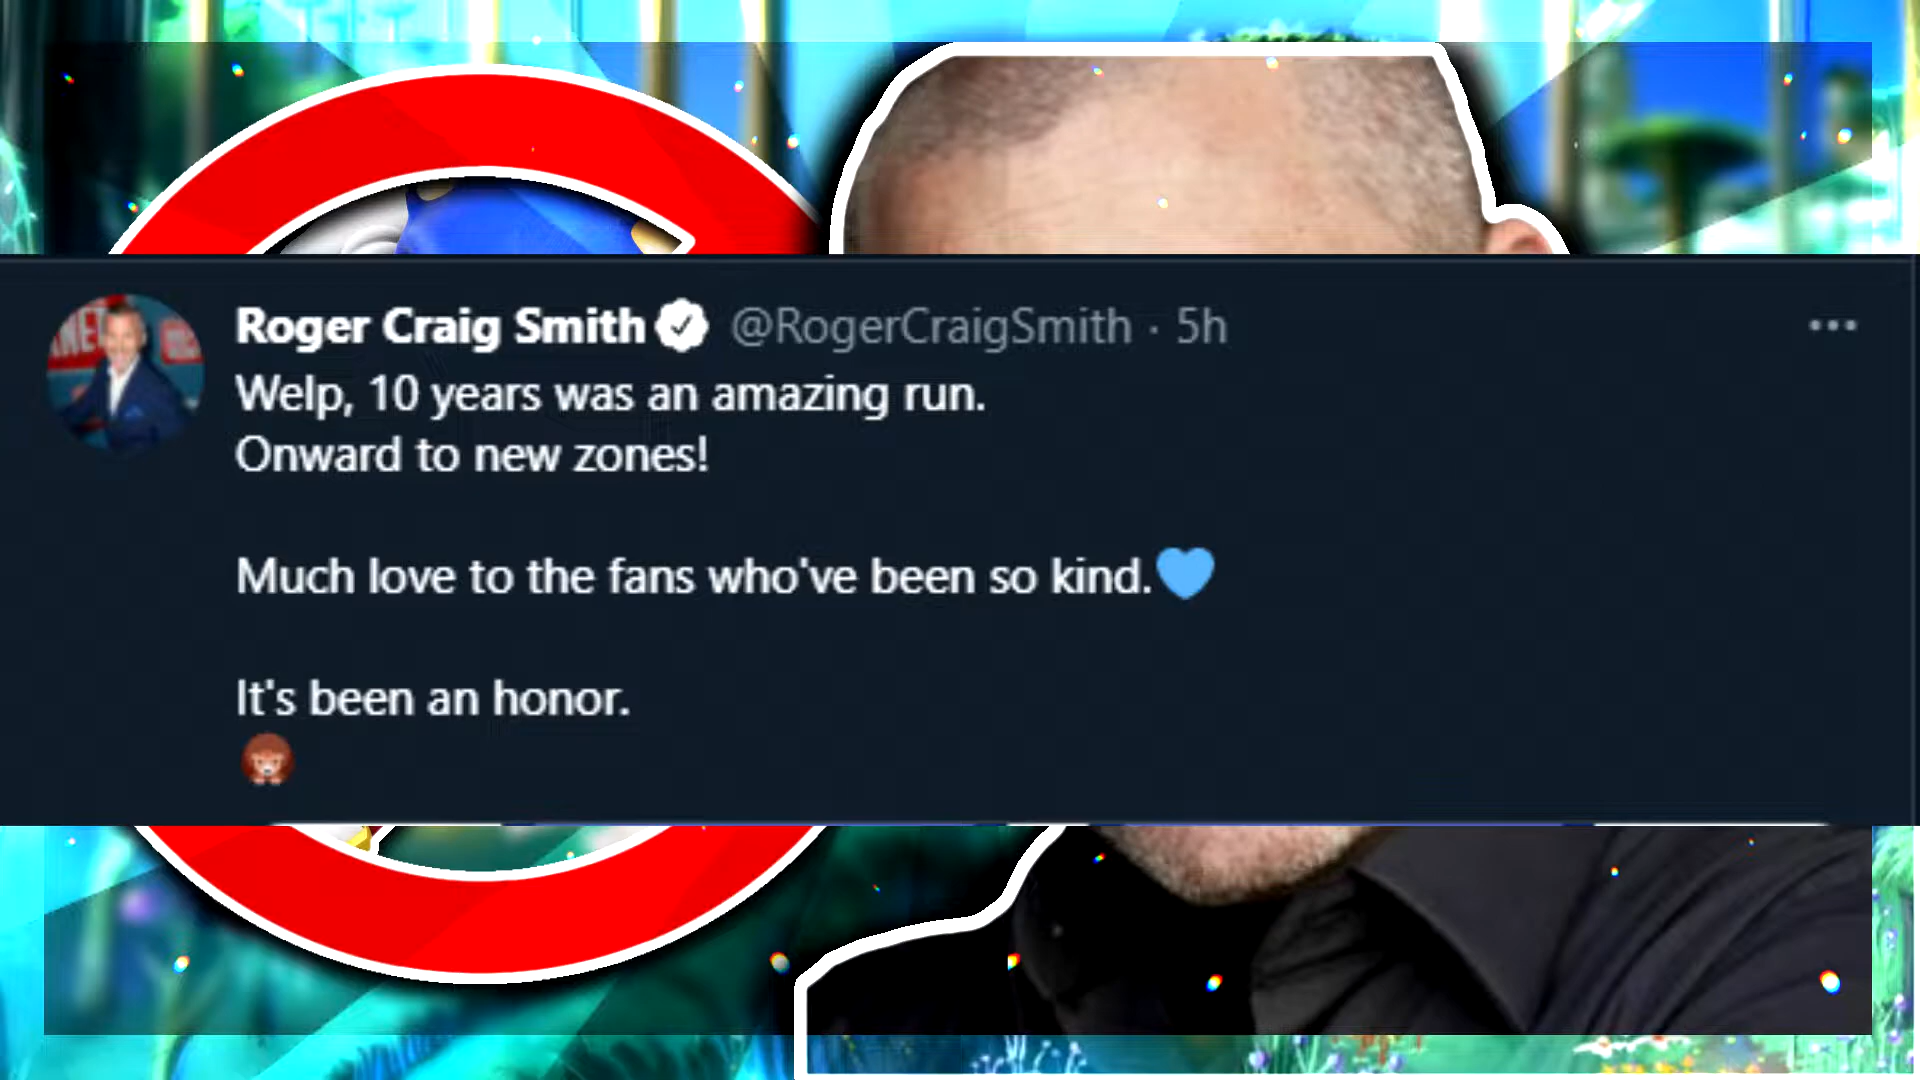 Roger Craig Smith @RogerCraigSmith · 5h
Welp, 10 years was an amazing run.
Onward to new zones!
Much love to the fans who've been so kind.💙
It's been an honor.